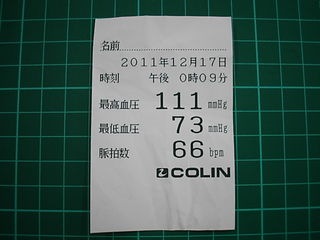 名前
2011年12月17日
時刻 午後 0時09分
最高血圧 111 mmHg
最低血圧 73 mmHg
脈拍数 66 bpm
COLIN